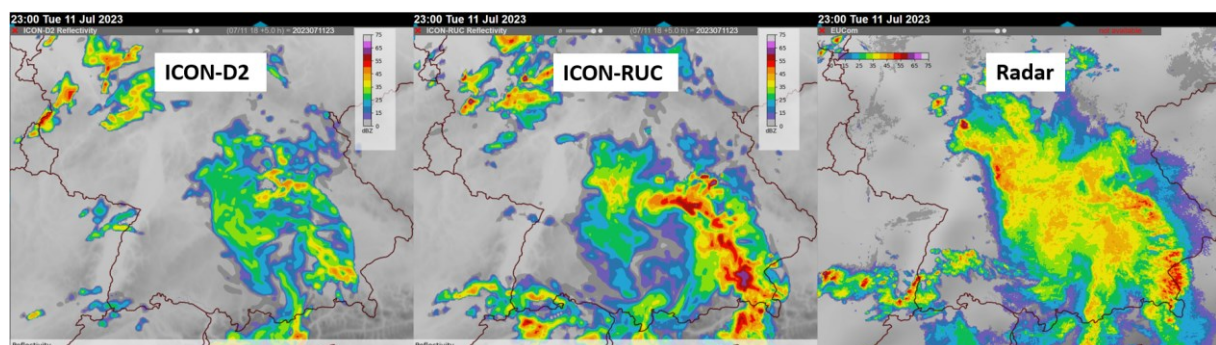 23:00 Tue 11 Jul 2023
ICON-D2 Reflectivity
(07/11 18 +5.0 h) ~ 2023071123
ICON-D2
75
65
55
45
35
25
15
0
dBZ
23:00 Tue 11 Jul 2023
ICON-RUC Reflectivity
(07/11 18 +5.0 h) ~ 2023071123
ICON-RUC
75
65
55
45
35
25
15
0
dBZ
23:00 Tue 11 Jul 2023
EUCom
not available
15 25 35 45 55 65 75
Radar